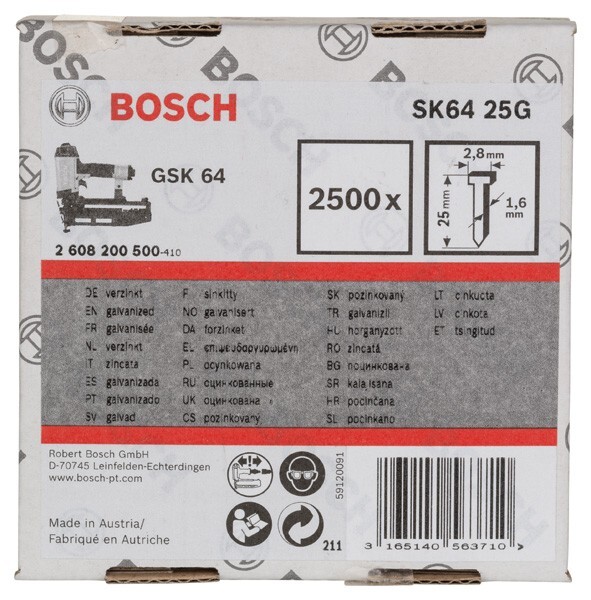 BOSCH
SK64 25G
GSK 64
2500 x
2,8 mm
25 mm
1,6 mm
2 608 200 500-410
DE verzinkt
EN galvanized
FR galvanisée
NL verzinkt
IT zincata
ES galvanizada
PT galvanizado
SV galvad
FI sinkitty
NO galvanisert
DA forzinket
EL επιψευδαργυρωμένη
PL ocynkowana
RU оцинкованные
UK оцинкована
CS pozinkovaný
SK pozinkovaný
TR galvanizli
HU horganyzott
RO zincată
BG поцинкована
SR kalajisana
HR pocinčana
SL pocinkano
LT cinkuota
LV cinkota
ET tsingitud
Robert Bosch GmbH
D-70745 Leinfelden-Echterdingen
www.bosch-pt.com
59120091
Made in Austria/
Fabriqué en Autriche
211
3 165140 563710 >